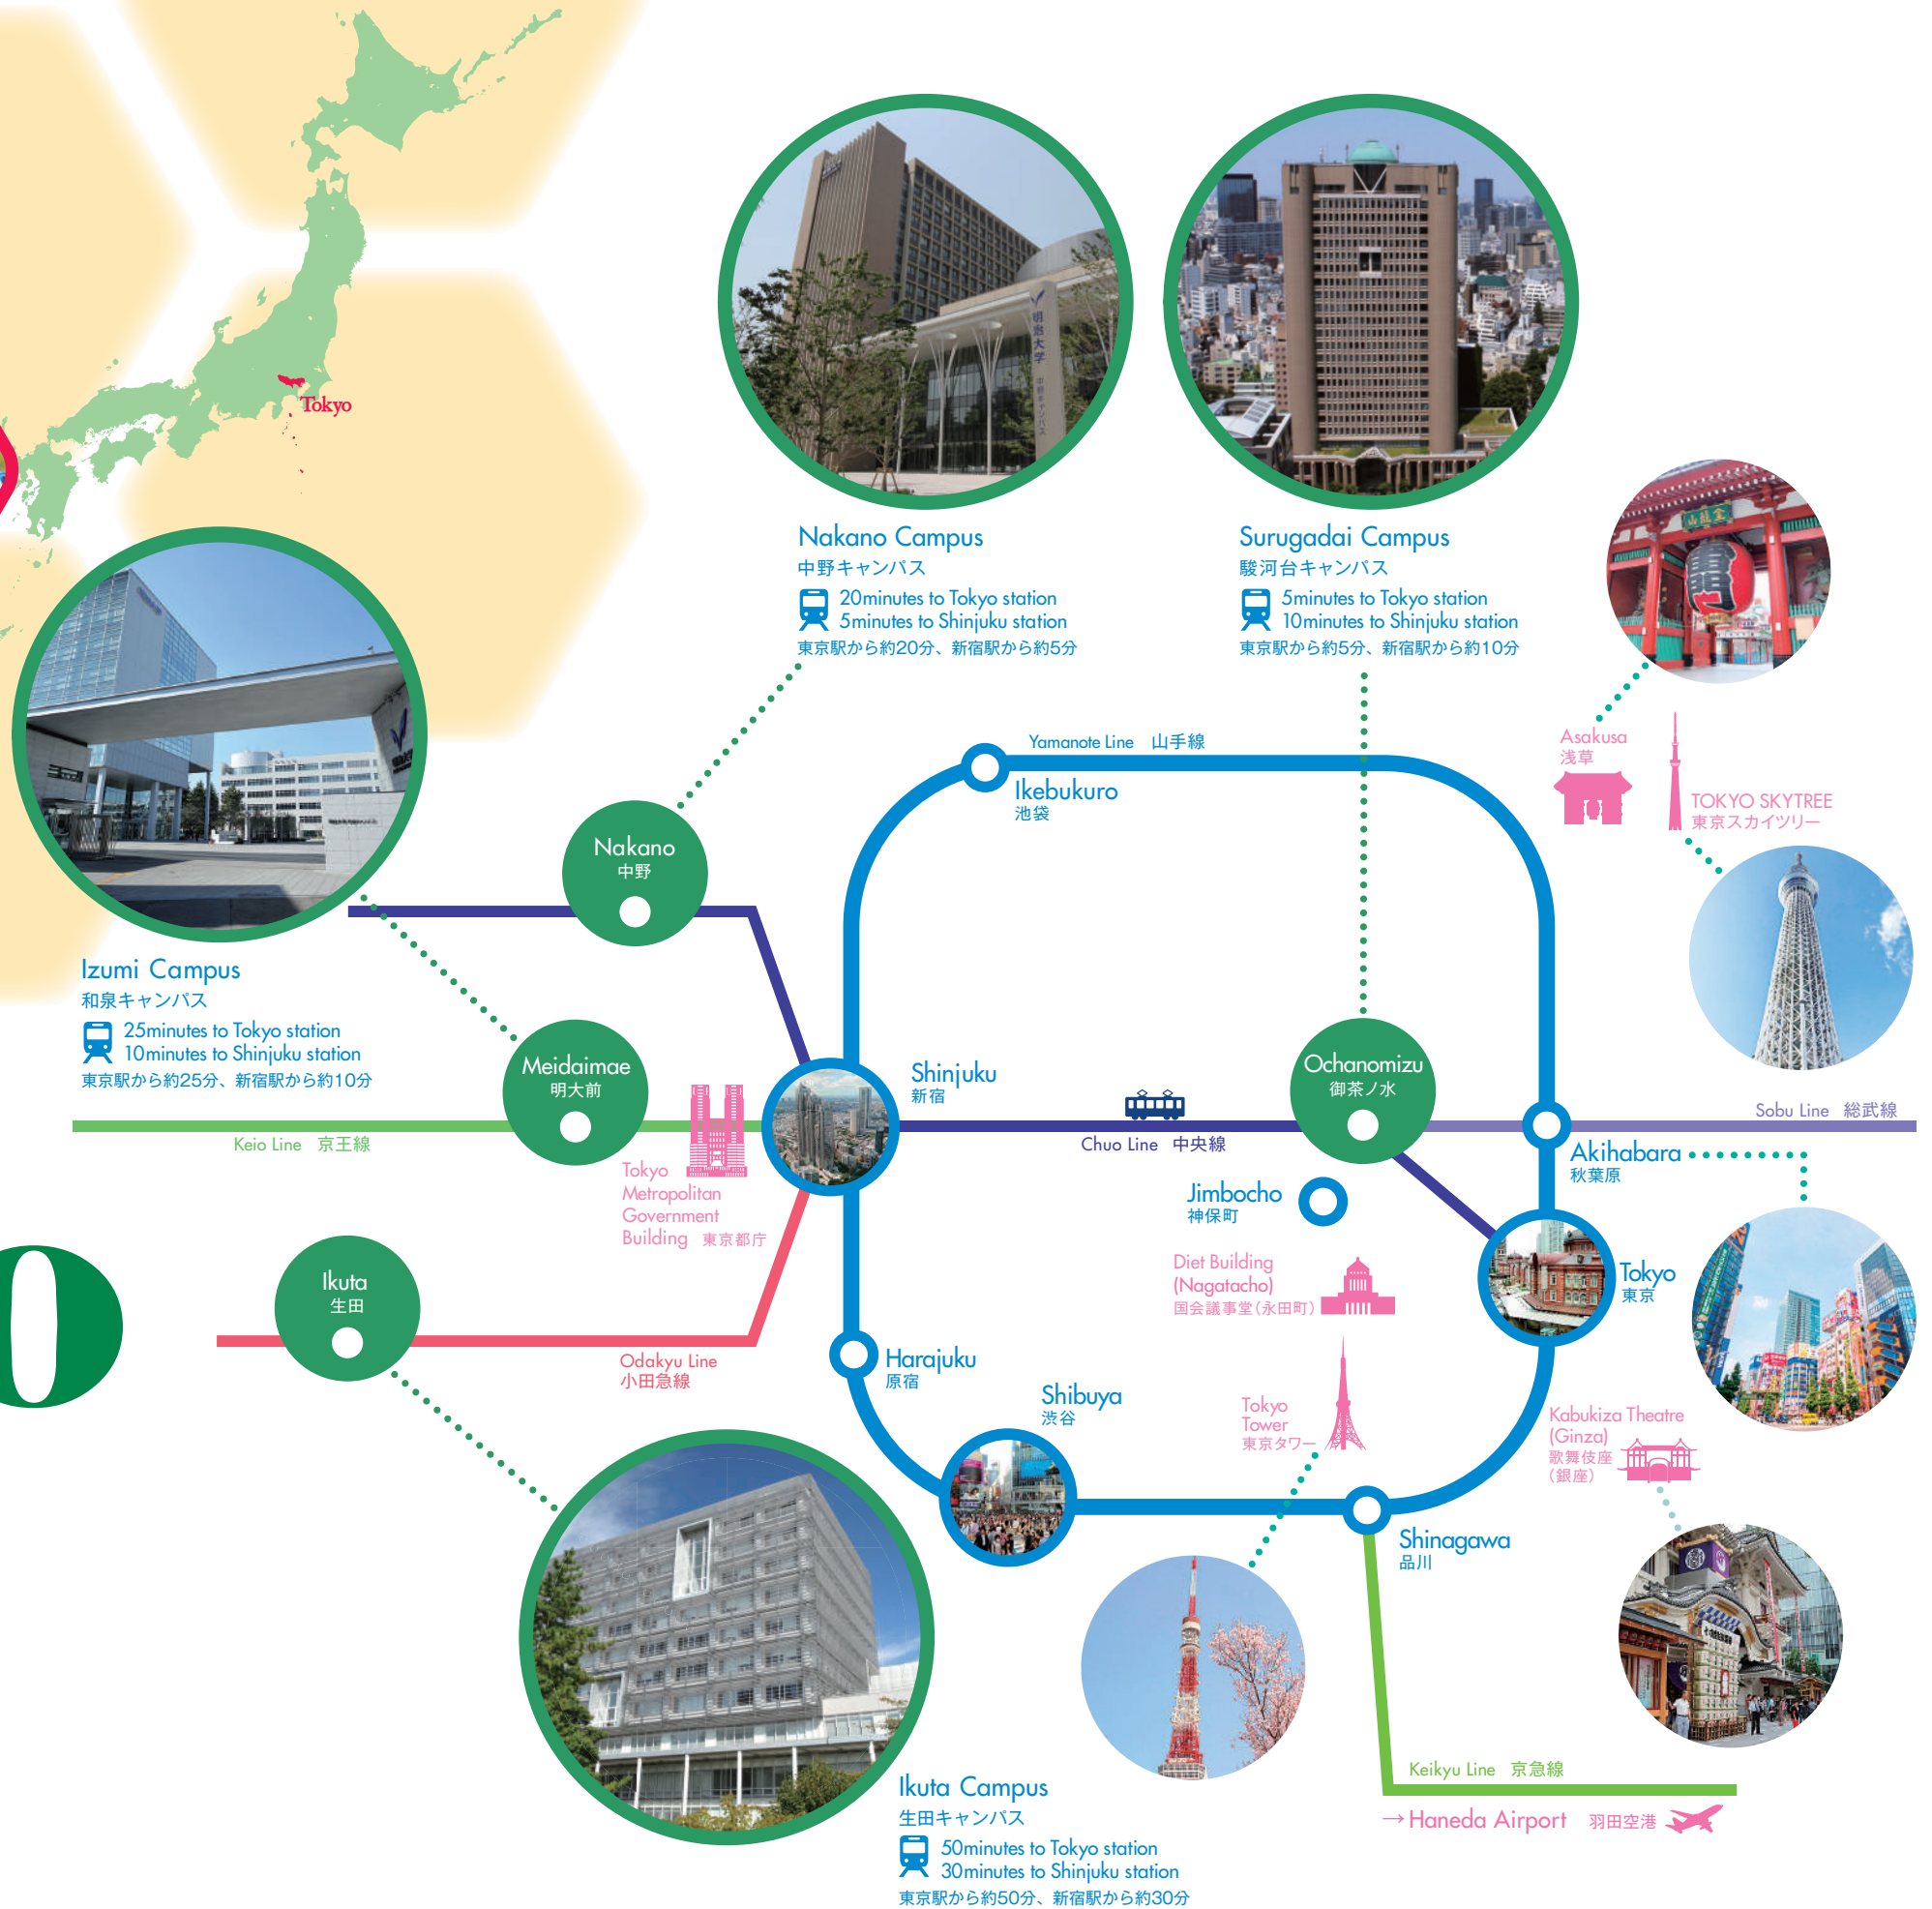 Tokyo
明治大学 中野キャンパス
金龍山
Nakano Campus
中野キャンパス
20minutes to Tokyo station
5minutes to Shinjuku station
東京駅から約20分、新宿駅から約5分
Surugadai Campus
駿河台キャンパス
5minutes to Tokyo station
10minutes to Shinjuku station
東京駅から約5分、新宿駅から約10分
Asakusa
浅草
TOKYO SKYTREE
東京スカイツリー
Yamanote Line 山手線
Ikebukuro
池袋
Nakano
中野
Izumi Campus
和泉キャンパス
25minutes to Tokyo station
10minutes to Shinjuku station
東京駅から約25分、新宿駅から約10分
Meidaimae
明大前
Keio Line 京王線
Tokyo
Metropolitan
Government
Building 東京都庁
Shinjuku
新宿
Chuo Line 中央線
Ochanomizu
御茶ノ水
Sobu Line 総武線
Akihabara
秋葉原
Jimbocho
神保町
Diet Building
(Nagatacho)
国会議事堂（永田町）
Tokyo
東京
Ikuta
生田
Odakyu Line
小田急線
Harajuku
原宿
Shibuya
渋谷
Tokyo
Tower
東京タワー
Kabukiza Theatre
(Ginza)
歌舞伎座
（銀座）
Shinagawa
品川
Keikyu Line 京急線
→Haneda Airport 羽田空港
Ikuta Campus
生田キャンパス
50minutes to Tokyo station
30minutes to Shinjuku station
東京駅から約50分、新宿駅から約30分